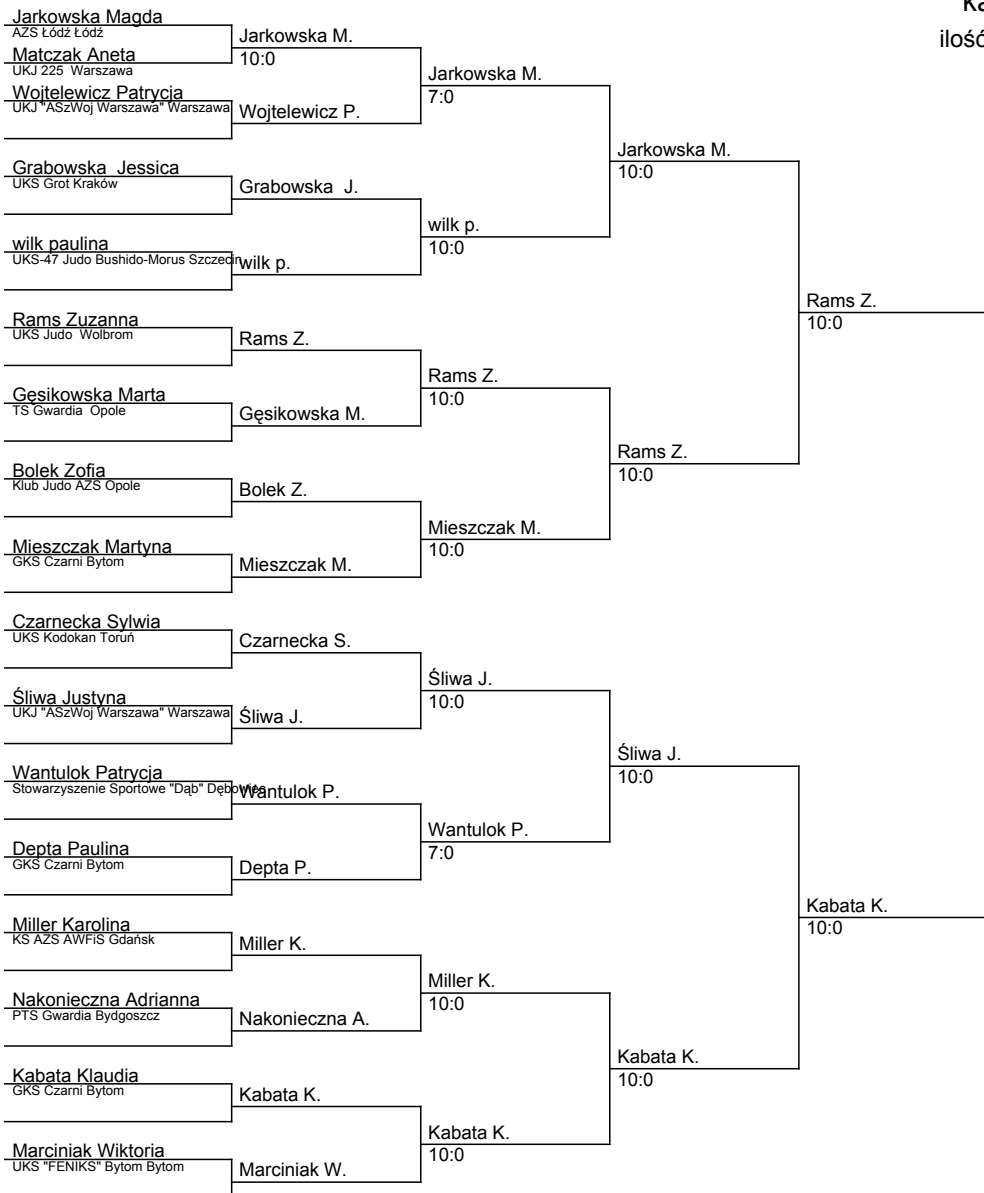 Jarkowska Magda
AZS Łódź Łódź
Matczak Aneta
UKJ 225 Warszawa
Wojtelewicz Patrycja
UKJ "ASzWoj Warszawa" Warszawa
Grabowska Jessica
UKS Grot Kraków
wilk paulina
UKS-47 Judo Bushido-Morus Szczecin
Rams Zuzanna
UKS Judo Wolbrom
Gęsikowska Marta
TS Gwardia Opole
Bolek Zofia
Klub Judo AZS Opole
Mieszczak Martyna
GKS Czarni Bytom
Czarnecka Sylwia
UKS Kodokan Toruń
Śliwa Justyna
UKJ "ASzWoj Warszawa" Warszawa
Wantulok Patrycja
Stowarzyszenie Sportowe "Dąb" Dębowiec
Depta Paulina
GKS Czarni Bytom
Miller Karolina
KS AZS AWFiS Gdańsk
Nakonieczna Adrianna
PTS Gwardia Bydgoszcz
Kabata Klaudia
GKS Czarni Bytom
Marciniak Wiktoria
UKS "FENIKS" Bytom Bytom
Jarkowska M.
10:0
Wojtelewicz P.
Grabowska J.
wilk p.
Rams Z.
Gęsikowska M.
Bolek Z.
Mieszczak M.
Czarnecka S.
Śliwa J.
Wantulok P.
Depta P.
Miller K.
Nakonieczna A.
Kabata K.
Marciniak W.
Jarkowska M.
7:0
wilk p.
10:0
Rams Z.
10:0
Mieszczak M.
10:0
Śliwa J.
10:0
Wantulok P.
7:0
Miller K.
10:0
Kabata K.
10:0
Jarkowska M.
10:0
Rams Z.
10:0
Śliwa J.
10:0
Kabata K.
10:0
Rams Z.
10:0
Kabata K.
10:0
ilość